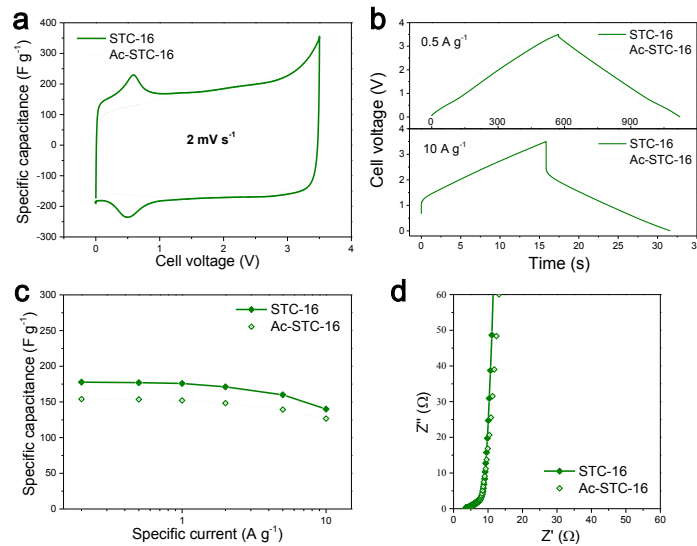 a
STC-16
Ac-STC-16
2 mV s⁻¹
Specific capacitance (F g⁻¹)
400
300
200
100
0
-100
-200
-300
0 1 2 3 4
Cell voltage (V)
b
STC-16
Ac-STC-16
0.5 A g⁻¹
4
3
2
1
0
0 300 600 900
Cell voltage (V)
STC-16
Ac-STC-16
10 A g⁻¹
4
3
2
1
0
0 5 10 15 20 25 30
Time (s)
c
STC-16
Ac-STC-16
Specific capacitance (F g⁻¹)
300
250
200
150
100
50
0
1 10
Specific current (A g⁻¹)
d
STC-16
Ac-STC-16
Z'' (Ω)
60
50
40
30
20
10
0
0 10 20 30 40 50 60
Z' (Ω)